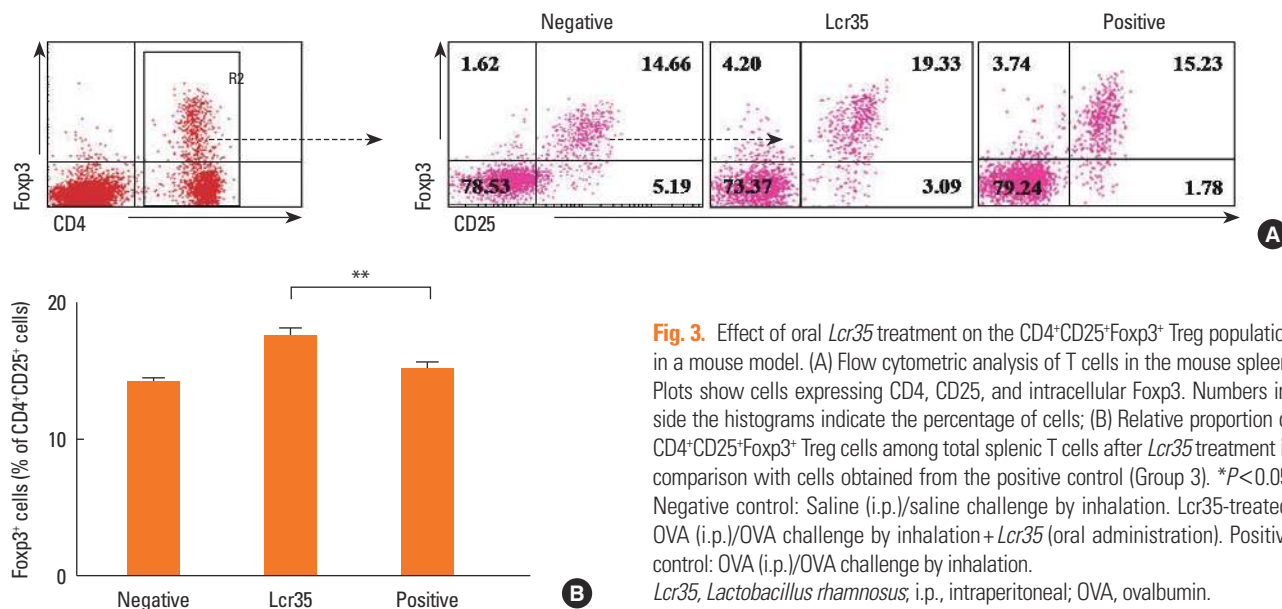 A
Negative Lcr35 Positive
Foxp3
R2
CD4
Foxp3
1.62 14.66
78.53 5.19
4.20 19.33
73.37 3.09
3.74 15.23
79.24 1.78
CD25
A
Foxp3⁺ cells (% of CD4⁺CD25⁺ cells)
20
10
0
**
Negative Lcr35 Positive
B
Fig. 3. Effect of oral Lcr35 treatment on the CD4⁺CD25⁺Foxp3⁺ Treg
in a mouse model. (A) Flow cytometric analysis of T cells in the mouse
Plots show cells expressing CD4, CD25, and intracellular Foxp3. Numbers in
side the histograms indicate the percentage of cells; (B) Relative proportion
CD4⁺CD25⁺Foxp3⁺ Treg cells among total splenic T cells after Lcr35 treatment
comparison with cells obtained from the positive control (Group 3). *P<0.05
Negative control: Saline (i.p.)/saline challenge by inhalation. Lcr35-treated
OVA (i.p.)/OVA challenge by inhalation+Lcr35 (oral administration).
control: OVA (i.p.)/OVA challenge by inhalation.
Lcr35, Lactobacillus rhamnosus; i.p., intraperitoneal; OVA, ovalbumin.